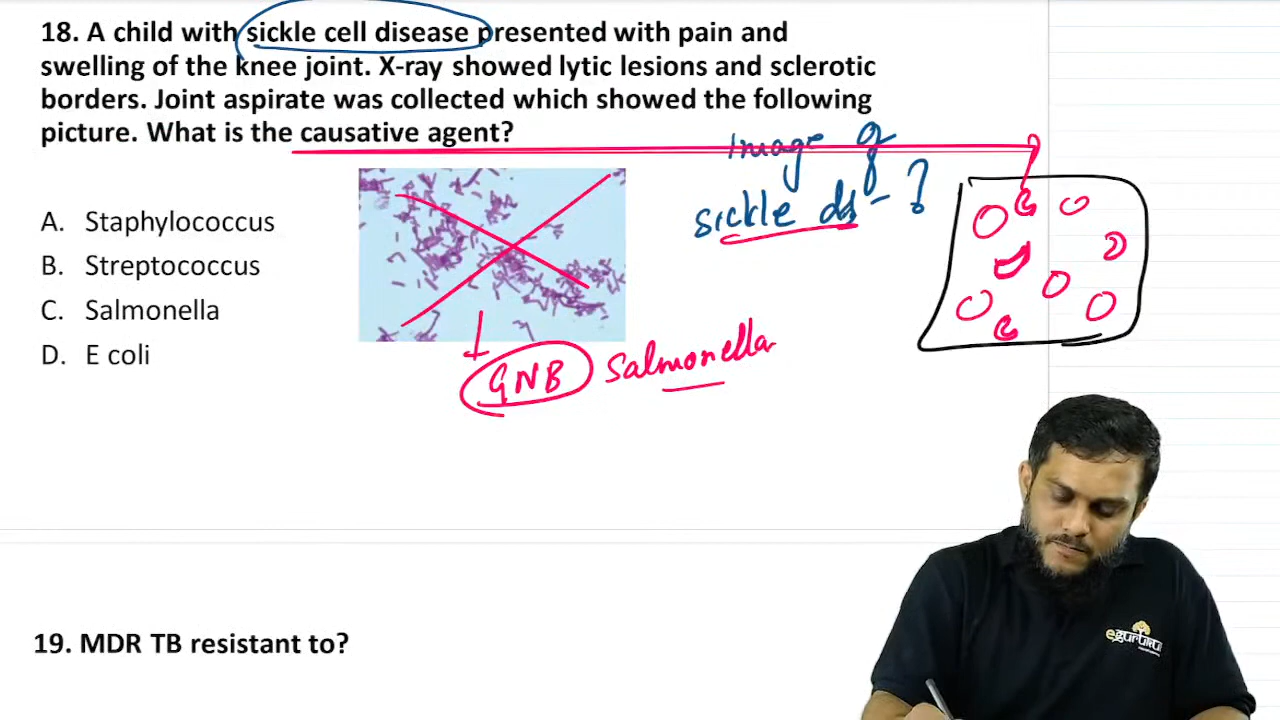 18. A child with sickle cell disease presented with pain and
swelling of the knee joint. X-ray showed lytic lesions and sclerotic
borders. Joint aspirate was collected which showed the following
picture. What is the causative agent?
Image of
sickle ds - ?
A. Staphylococcus
B. Streptococcus
C. Salmonella
D. E coli
GNB Salmonella
19. MDR TB resistant to?
egurukul